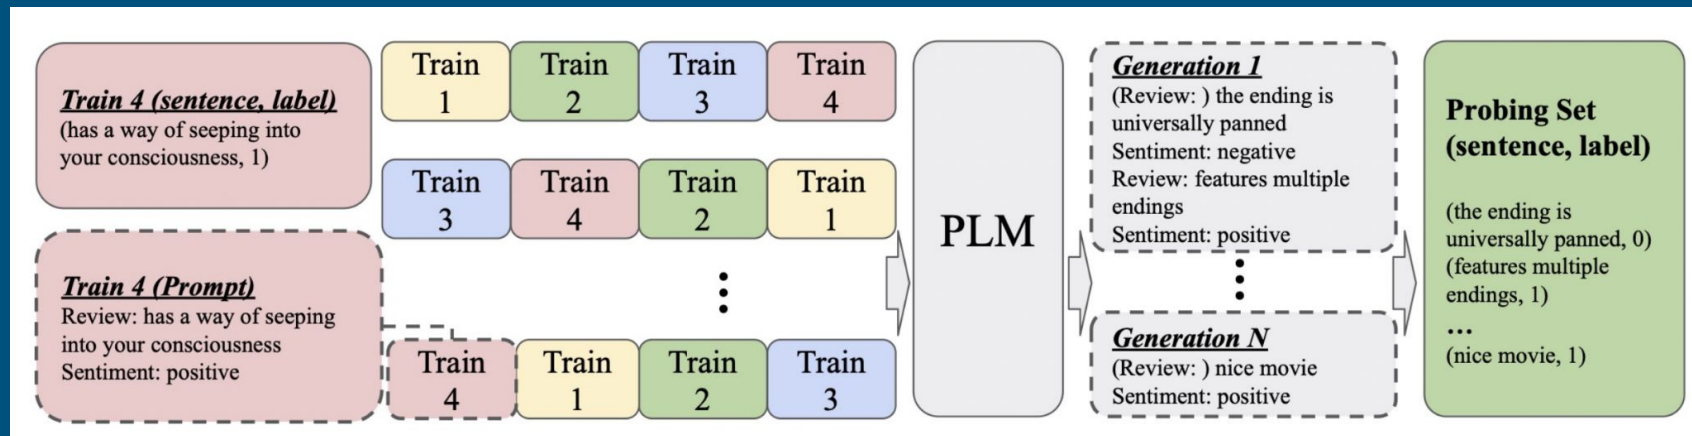 Train 4 (sentence, label)
(has a way of seeping into
your consciousness, 1)
Train 4 (Prompt)
Review: has a way of seeping
into your consciousness
Sentiment: positive
Train
1
Train
2
Train
3
Train
4
Train
3
Train
4
Train
2
Train
1
Train
4
Train
1
Train
2
Train
3
PLM
Generation 1
(Review: ) the ending is
universally panned
Sentiment: negative
Review: features multiple
endings
Sentiment: positive
Generation N
(Review: ) nice movie
Sentiment: positive
Probing Set
(sentence, label)
(the ending is
universally panned, 0)
(features multiple
endings, 1)
...
(nice movie, 1)